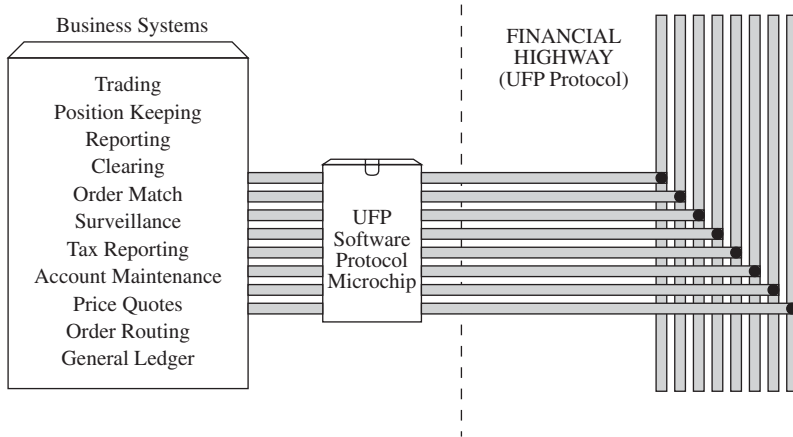 Business Systems
Trading
Position Keeping
Reporting
Clearing
Order Match
Surveillance
Tax Reporting
Account Maintenance
Price Quotes
Order Routing
General Ledger
UFP
Software
Protocol
Microchip
FINANCIAL
HIGHWAY
(UFP Protocol)